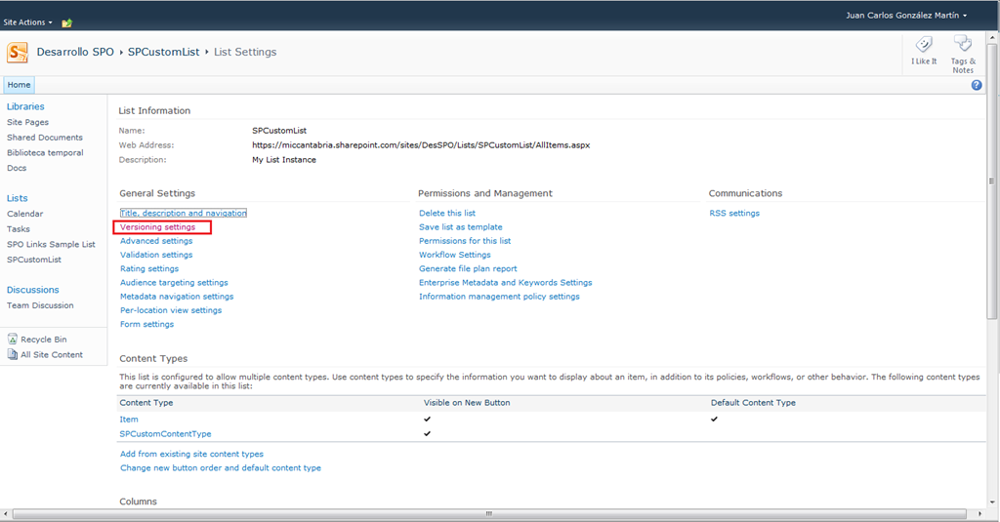 Site Actions
Juan Carlos González Martín
Desarrollo SPO SPCustomList List Settings
I Like It
Tags & Notes
Home
Libraries
Site Pages
Shared Documents
Biblioteca temporal
Docs
Lists
Calendar
Tasks
SPO Links Sample List
SPCustomList
Discussions
Team Discussion
Recycle Bin
All Site Content
List Information
Name: SPCustomList
Web Address: https://miccantabria.sharepoint.com/sites/DesSPO/Lists/SPCustomList/AllItems.aspx
Description: My List Instance
General Settings
Title, description and navigation
Versioning settings
Advanced settings
Validation settings
Rating settings
Audience targeting settings
Metadata navigation settings
Per-location view settings
Form settings
Permissions and Management
Delete this list
Save list as template
Permissions for this list
Workflow Settings
Generate file plan report
Enterprise Metadata and Keywords Settings
Information management policy settings
Communications
RSS settings
Content Types
This list is configured to allow multiple content types. Use content types to specify the information you want to display about an item, in addition to its policies, workflows, or other behavior. The following content types
are currently available in this list:
Content Type Visible on New Button Default Content Type
Item
SPCustomContentType
Add from existing site content types
Change new button order and default content type
Columns